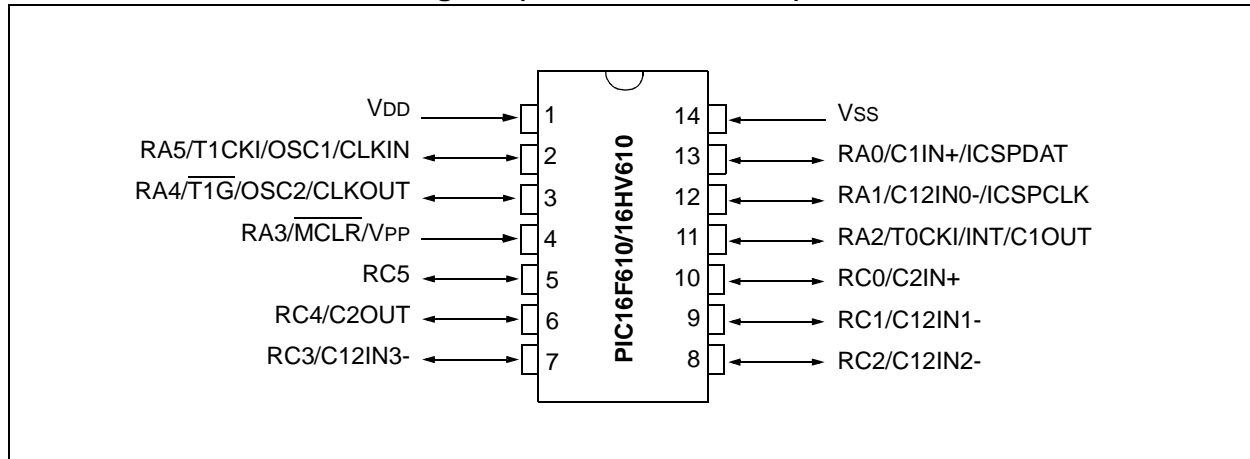 VDD
1
14
VSS
RA5/T1CKI/OSC1/CLKIN
2
13
RA0/C1IN+/ICSPDAT
RA4/T1G/OSC2/CLKOUT
3
12
RA1/C12IN0-/ICSPCLK
RA3/MCLR/VPP
4
11
RA2/T0CKI/INT/C1OUT
RC5
5
10
RC0/C2IN+
RC4/C2OUT
6
9
RC1/C12IN1-
RC3/C12IN3-
7
8
RC2/C12IN2-
PIC16F610/16HV610